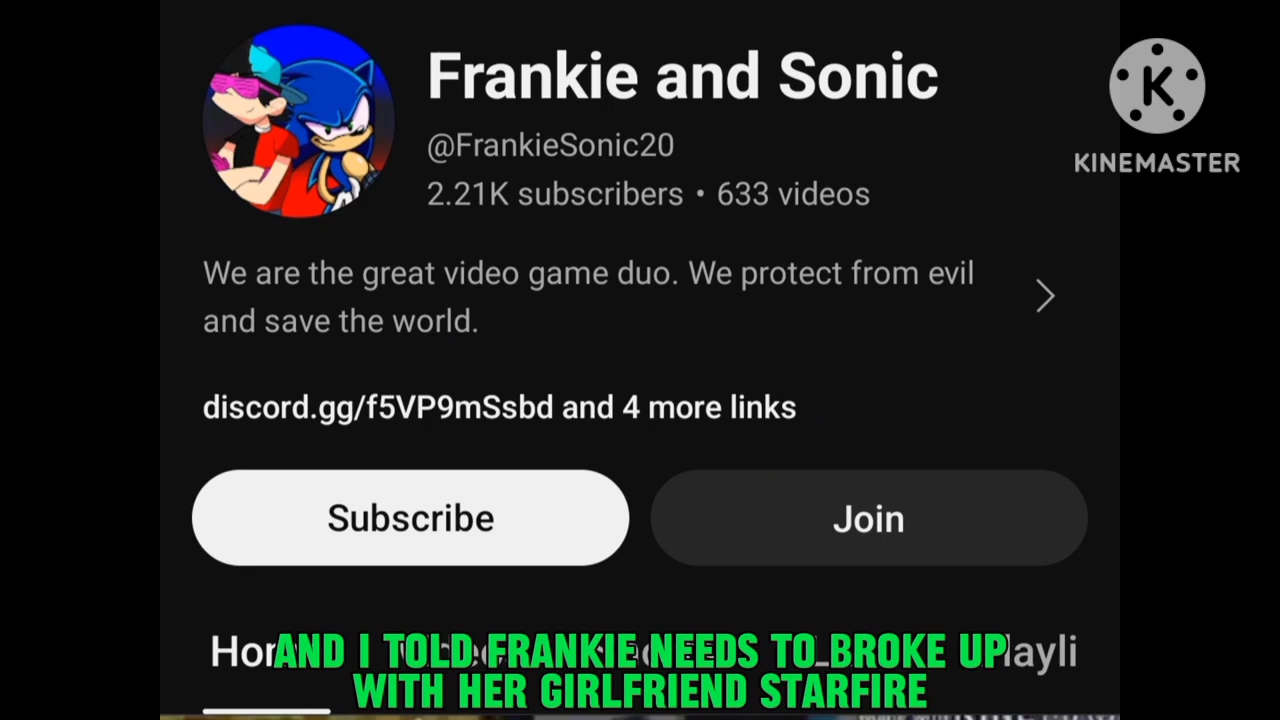 Frankie and Sonic
@FrankieSonic20
2.21K subscribers • 633 videos
K
KINEMASTER
We are the great video game duo. We protect from evil
and save the world.
discord.gg/f5VP9mSsbd and 4 more links
Subscribe
Join
AND I TOLD FRANKIE NEEDS TO BROKE UP
WITH HER GIRLFRIEND STARFIRE